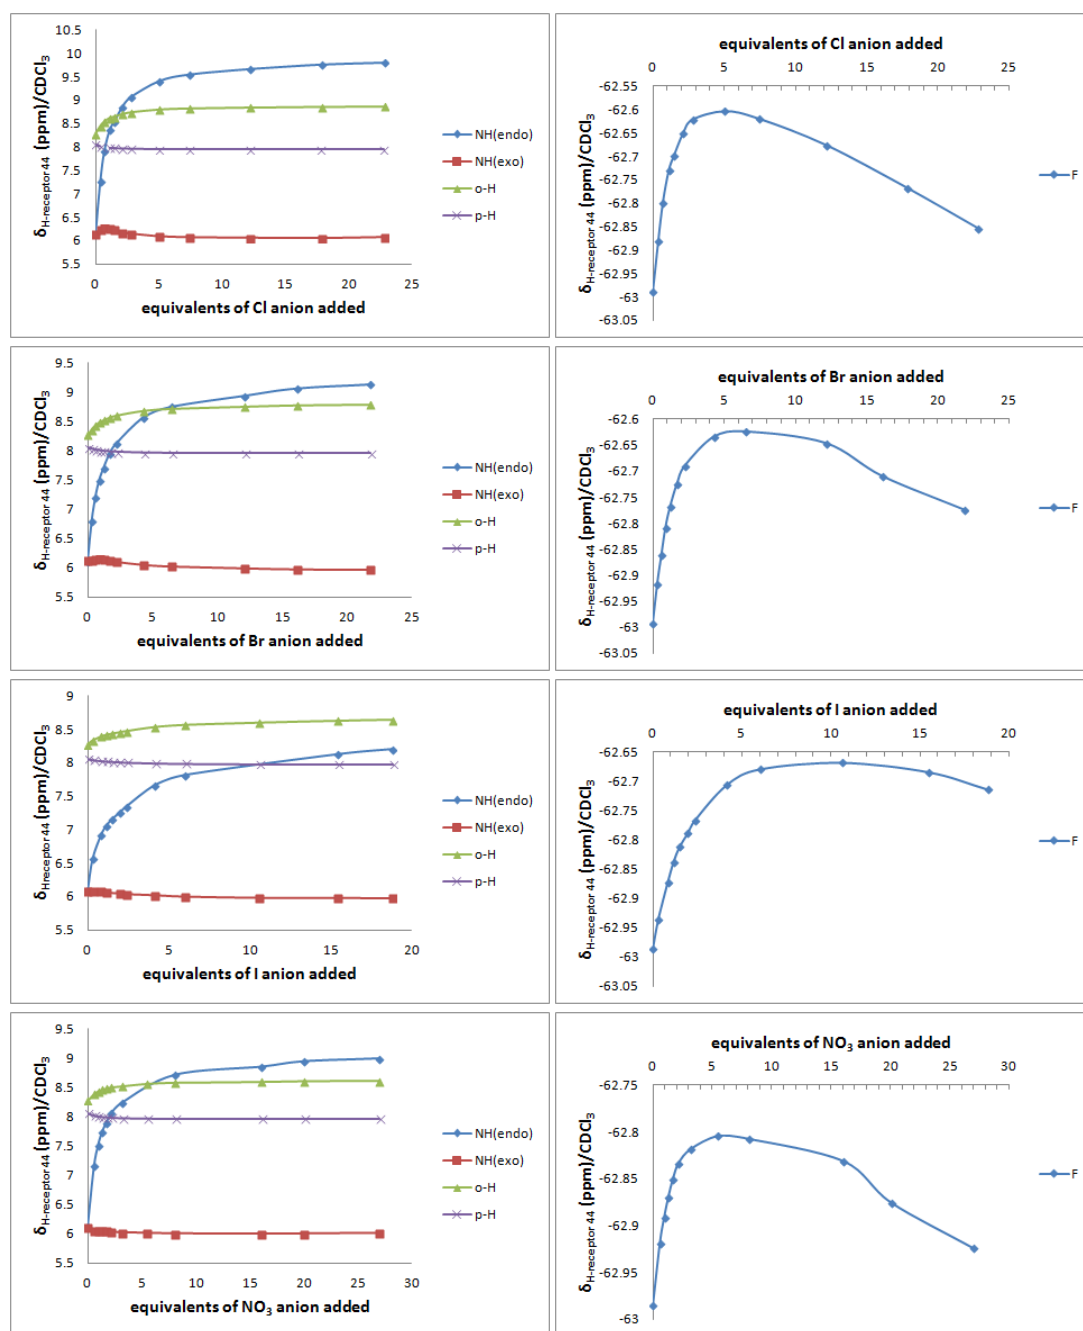 10.5
10
9.5
9
8.5
8
7.5
7
6.5
6
5.5
δH-receptor 44 (ppm)/CDCl3
0 5 10 15 20 25
equivalents of Cl anion added
NH(endo)
NH(exo)
o-H
p-H
equivalents of Cl anion added
0 5 10 15 20 25
-62.55
-62.6
-62.65
-62.7
-62.75
-62.8
-62.85
-62.9
-62.95
-63
-63.05
δH-receptor 44 (ppm)/CDCl3
F
9.5
9
8.5
8
7.5
7
6.5
6
5.5
δH-receptor 44 (ppm)/CDCl3
0 5 10 15 20 25
equivalents of Br anion added
NH(endo)
NH(exo)
o-H
p-H
equivalents of Br anion added
0 5 10 15 20 25
-62.6
-62.65
-62.7
-62.75
-62.8
-62.85
-62.9
-62.95
-63
-63.05
δH-receptor 44 (ppm)/CDCl3
F
9
8.5
8
7.5
7
6.5
6
5.5
δHreceptor 44 (ppm)/CDCl3
0 5 10 15 20
equivalents of I anion added
NH(endo)
NH(exo)
o-H
p-H
equivalents of I anion added
0 5 10 15 20
-62.65
-62.7
-62.75
-62.8
-62.85
-62.9
-62.95
-63
-63.05
δH-receptor 44 (ppm)/CDCl3
F
9.5
9
8.5
8
7.5
7
6.5
6
5.5
δH-receptor 44 (ppm)/CDCl3
0 5 10 15 20 25 30
equivalents of NO3 anion added
NH(endo)
NH(exo)
o-H
p-H
equivalents of NO3 anion added
0 5 10 15 20 25 30
-62.75
-62.8
-62.85
-62.9
-62.95
-63
δH-receptor 44 (ppm)/CDCl3
F